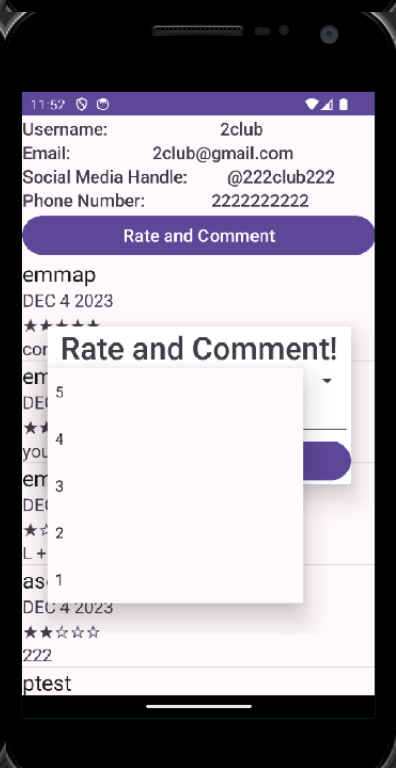 11:52
Username: 2club
Email: 2club@gmail.com
Social Media Handle: @222club222
Phone Number: 2222222222
Rate and Comment
emmap
DEC 4 2023
★★★★★
Rate and Comment!
5
4
3
2
1
L +
DEC 4 2023
★★☆☆☆
222
ptest